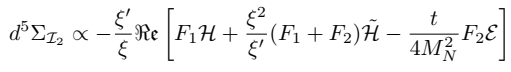 $$d^5\Sigma_{\mathcal{I}_2} \propto -\frac{\xi'}{\xi} \mathfrak{Re} \left[ F_1 \mathcal{H} + \frac{\xi^2}{\xi'} (F_1 + F_2) \tilde{\mathcal{H}} - \frac{t}{4M_N^2} F_2 \mathcal{E} \right]$$